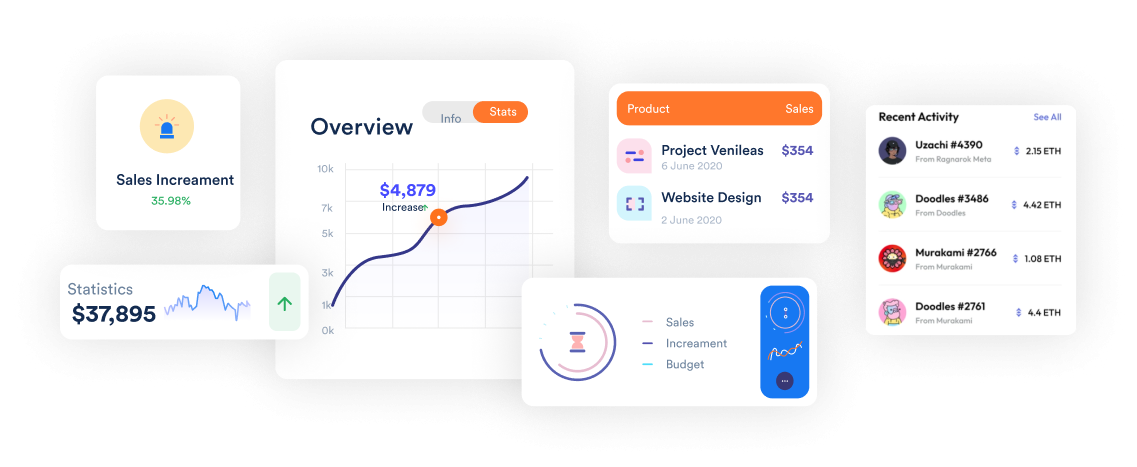 Sales Increament
35.98%
Statistics
$37,895
Overview
Info
Stats
10k
7k
5k
3k
1k
0k
$4,879
Increase
Product Sales
Project Venileas $354
6 June 2020
Website Design $354
2 June 2020
Sales
Increament
Budget
Recent Activity See All
Uzachi #4390
From Ragnarok Meta
2.15 ETH
Doodles #3486
From Doodles
4.42 ETH
Murakami #2766
From Murakami
1.08 ETH
Doodles #2761
From Murakami
4.4 ETH